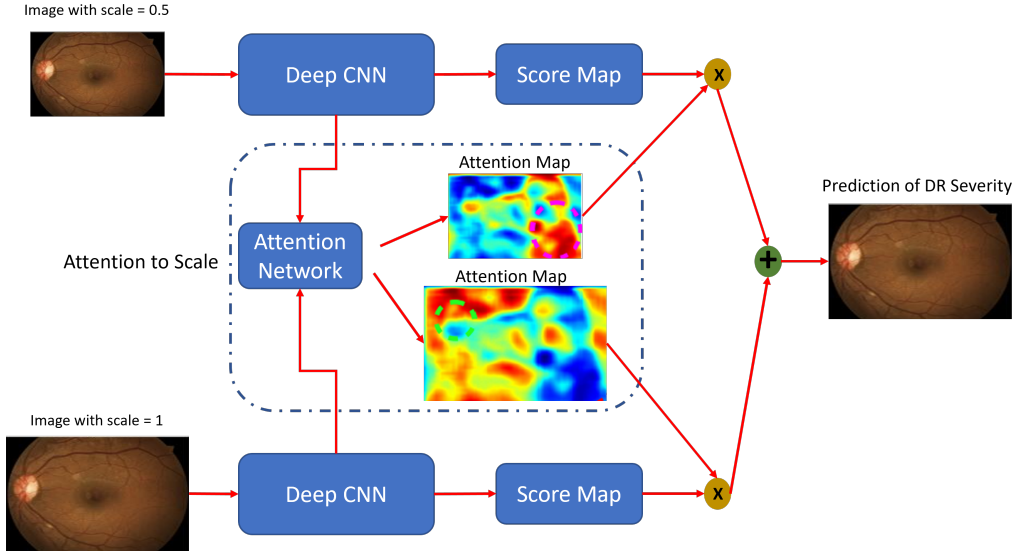 Image with scale = 0.5
Deep CNN
Score Map
X
Attention Map
Prediction of DR Severity
Attention
Network
Attention to Scale
+
Attention Map
Image with scale = 1
Deep CNN
Score Map
X